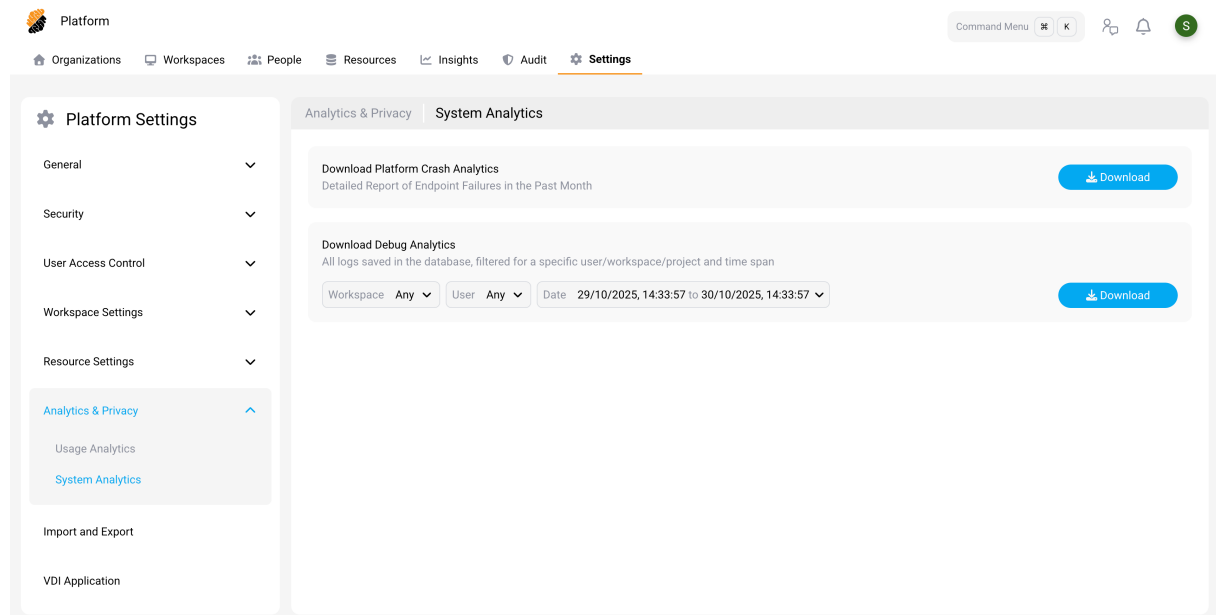 Platform
Command Menu ⌘ K
S
Organizations Workspaces People Resources Insights Audit Settings
Platform Settings
General
Security
User Access Control
Workspace Settings
Resource Settings
Analytics & Privacy
Usage Analytics
System Analytics
Import and Export
VDI Application
Analytics & Privacy System Analytics
Download Platform Crash Analytics
Detailed Report of Endpoint Failures in the Past Month
Download
Download Debug Analytics
All logs saved in the database, filtered for a specific user/workspace/project and time span
Workspace Any User Any Date 29/10/2025, 14:33:57 to 30/10/2025, 14:33:57
Download